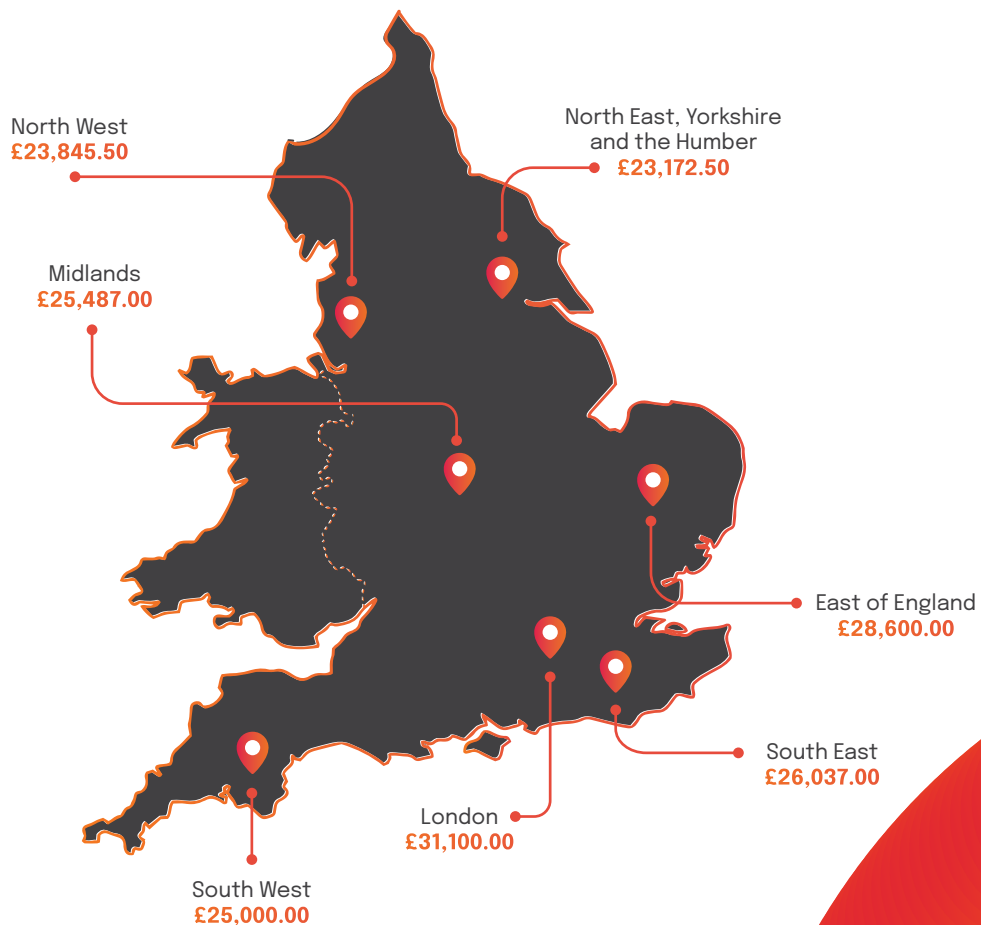 North West
£23,845.50
North East, Yorkshire
and the Humber
£23,172.50
Midlands
£25,487.00
East of England
£28,600.00
South East
£26,037.00
London
£31,100.00
South West
£25,000.00